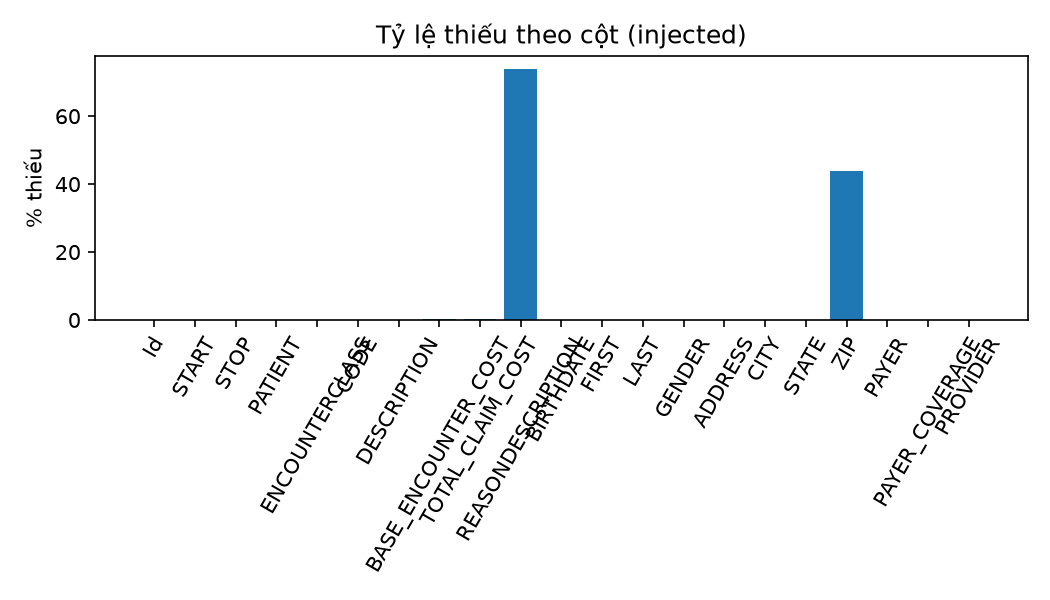 Tỷ lệ thiếu theo cột (injected)
% thiếu
60
40
20
0
Id
START
STOP
PATIENT
ENCOUNTERCLASS
CODE
DESCRIPTION
BASE_ENCOUNTER_COST
TOTAL_CLAIM_COST
REASONDESCRIPTION
BIRTHDATE
FIRST
LAST
GENDER
ADDRESS
CITY
STATE
ZIP
PAYER
PAYER_COVERAGE
PROVIDER